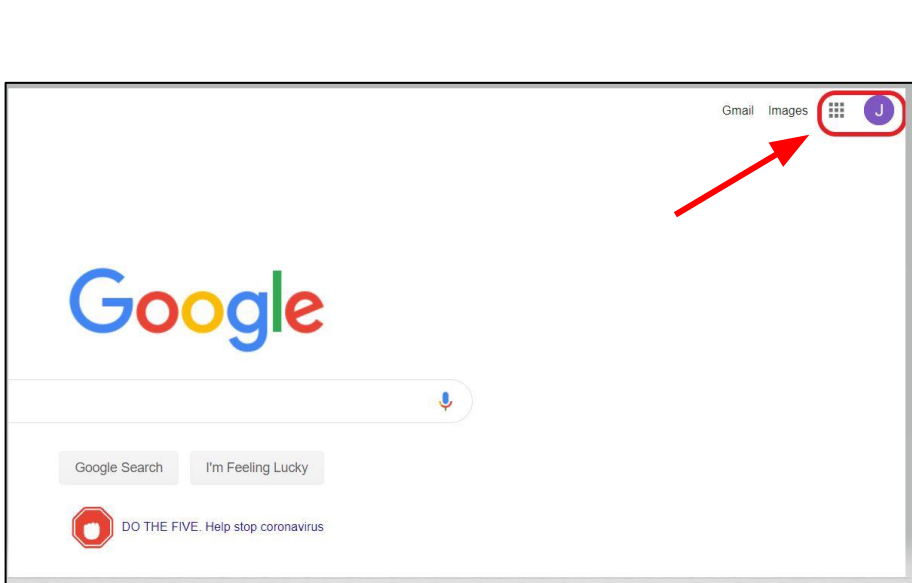 Gmail Images
J
Google
Google Search I'm Feeling Lucky
DO THE FIVE. Help stop coronavirus